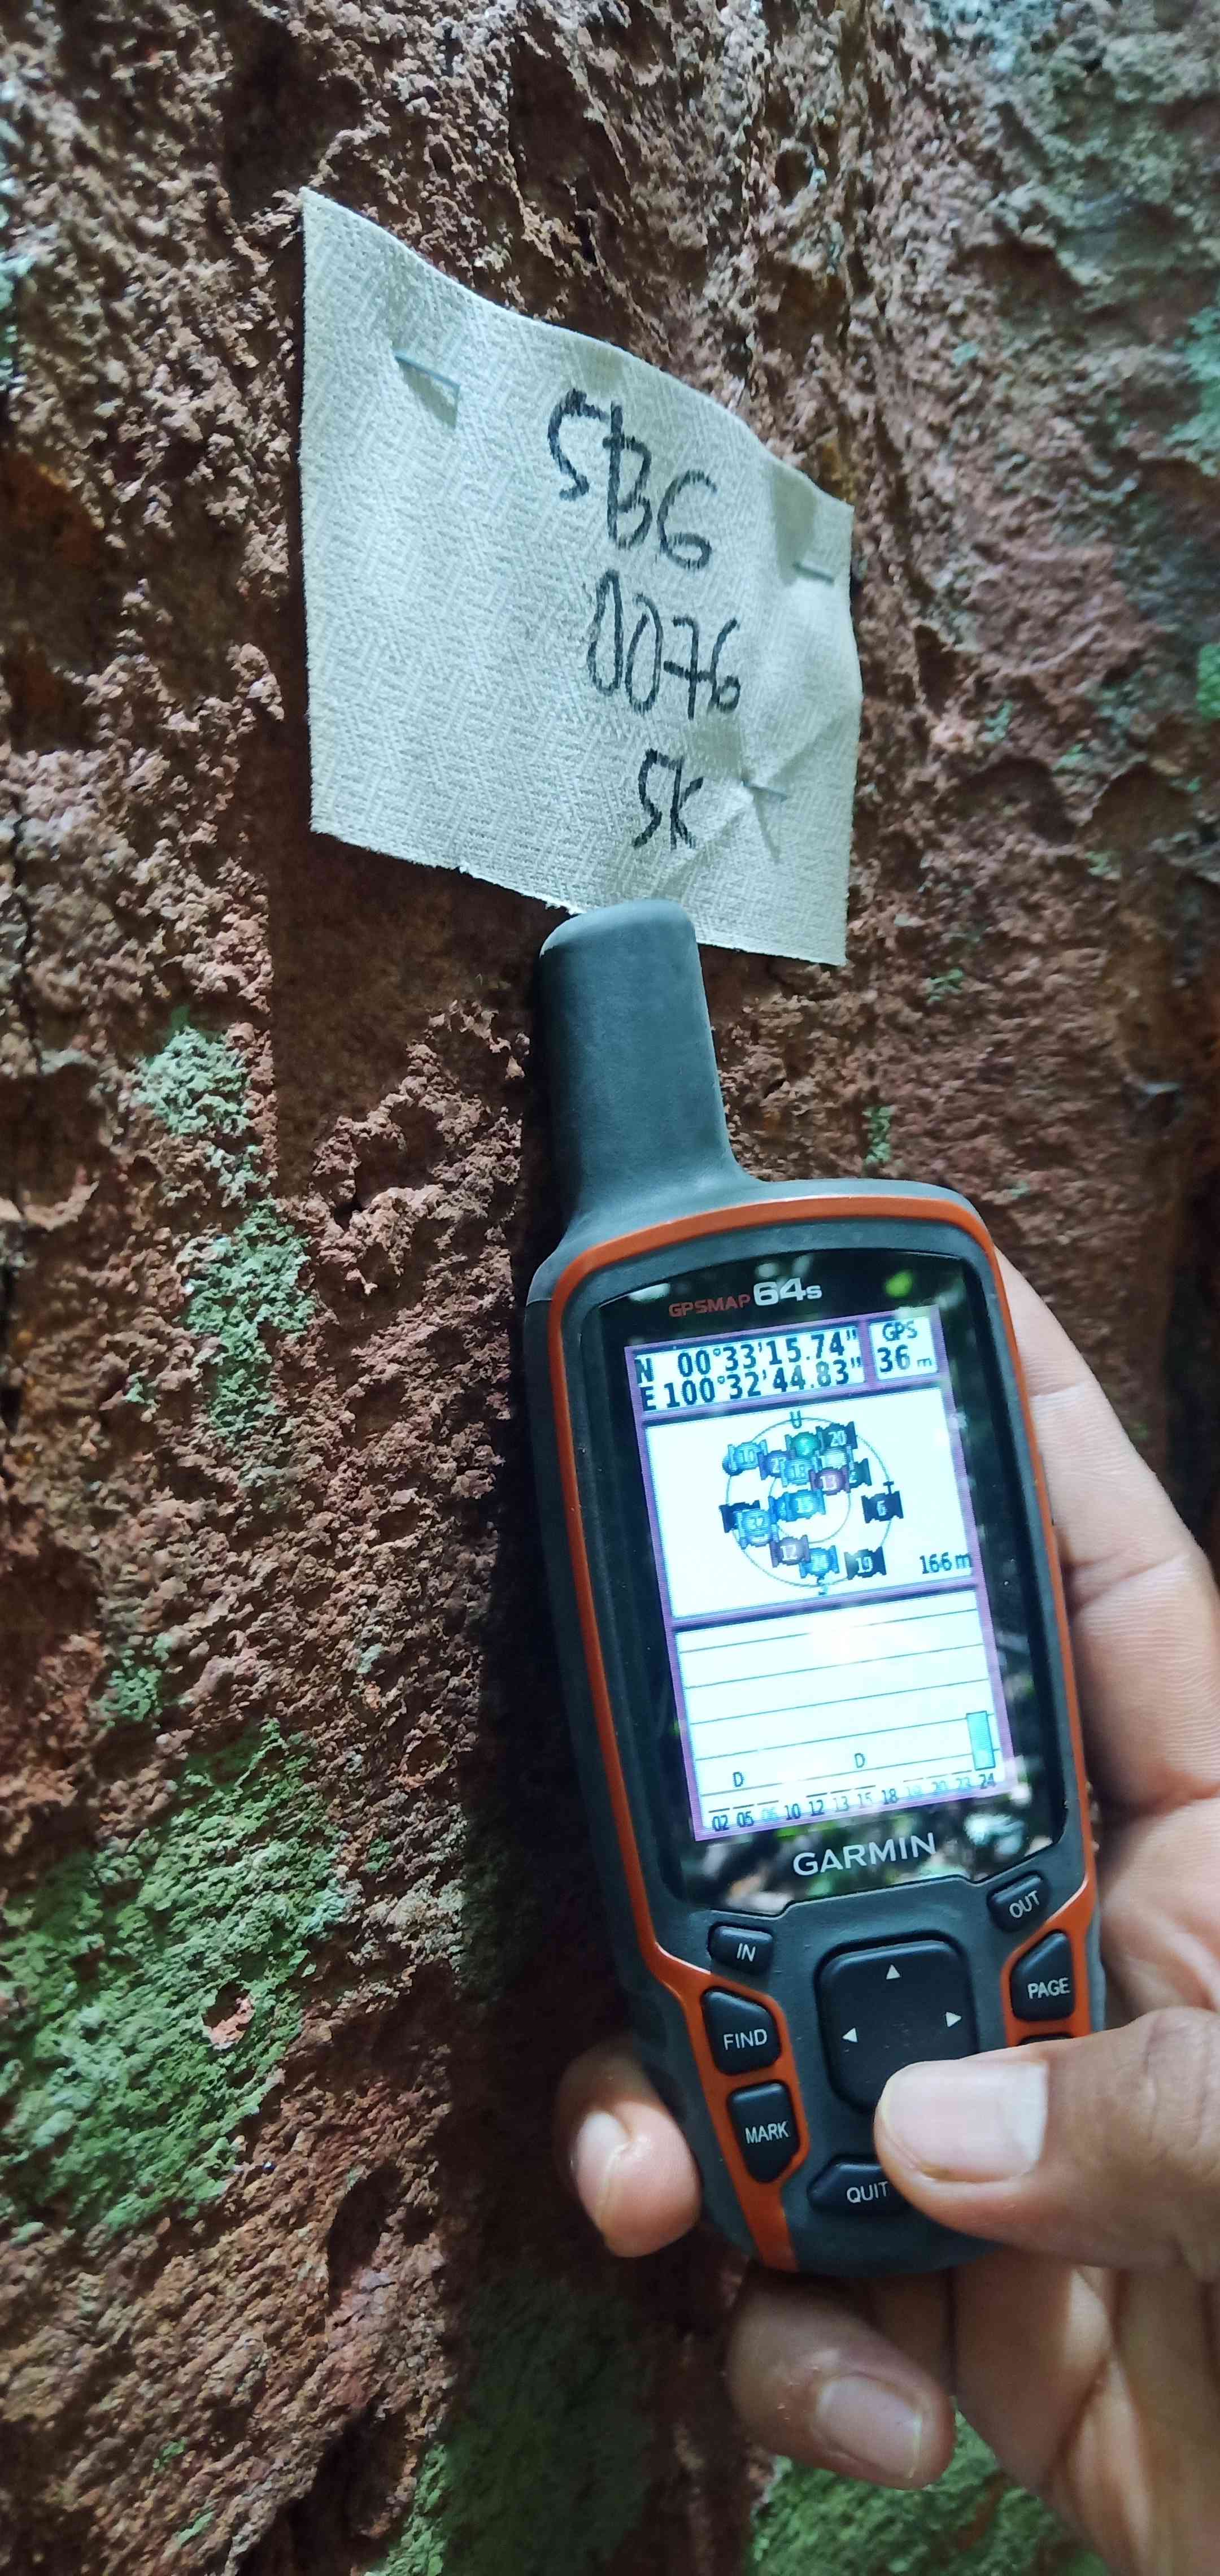 SBG
0076
SK
GPSMAP 64s
N 00°33'15.74"
E 100°32'44.83"
GPS
36 m
U
20
10
18
13
T
15
6
32
12
19
S
166 m
D
D
02 05 06 10 12 13 15 18 19 20 23 24
GARMIN
IN
OUT
FIND
PAGE
MARK
QUIT